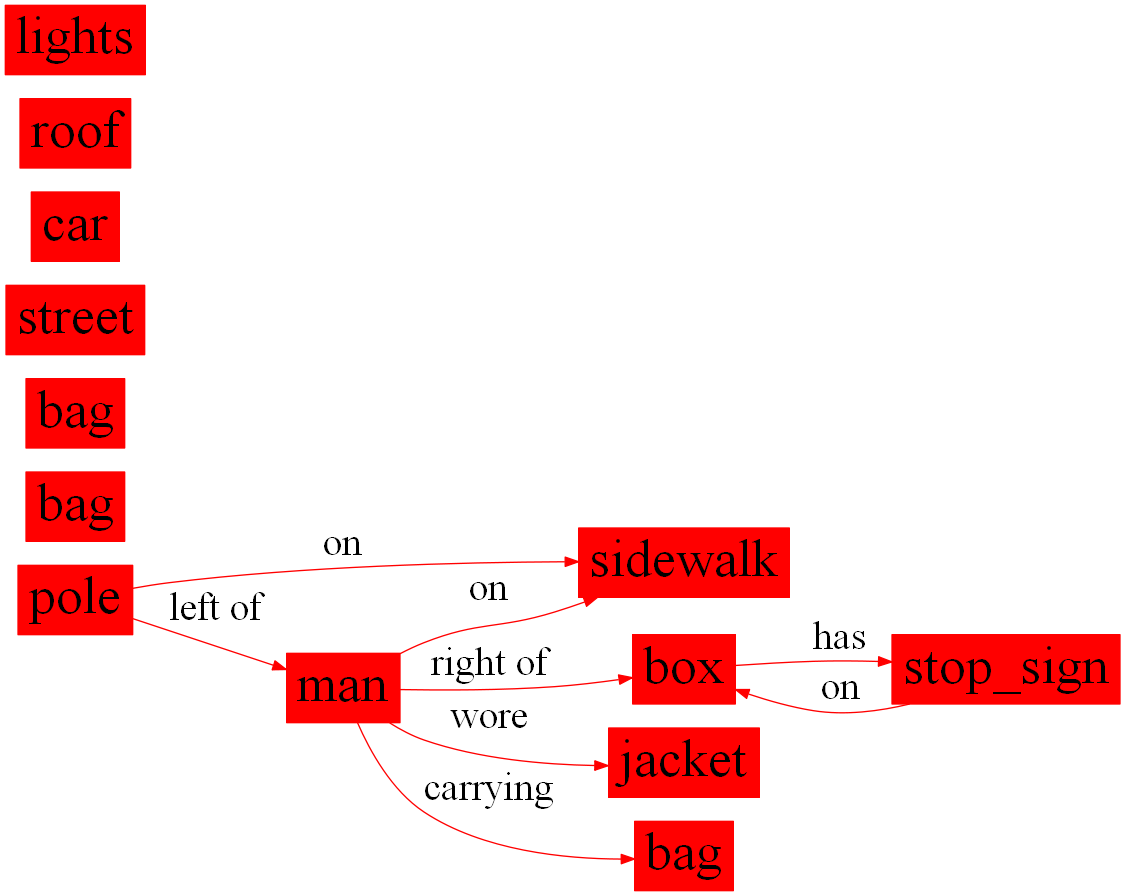 lights
roof
car
street
bag
bag
on
sidewalk
pole
left of
on
man
right of
box
has
stop_sign
on
wore
jacket
carrying
bag